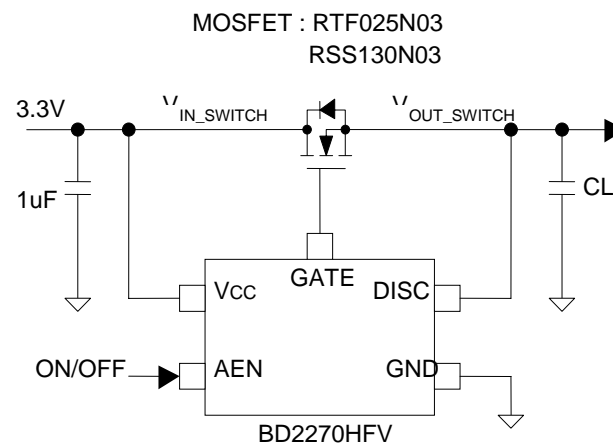 MOSFET : RTF025N03
RSS130N03
3.3V
VIN_SWITCH
VOUT_SWITCH
1uF
CL
GATE
VCC
DISC
ON/OFF
AEN
GND
BD2270HFV